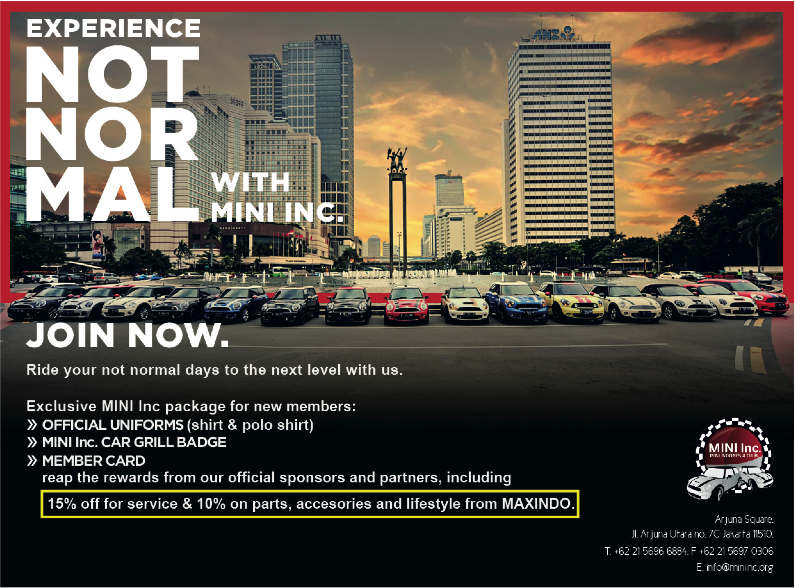 EXPERIENCE
NOT
NOR
MAL
WITH
MINI INC.
JOIN NOW.
Ride your not normal days to the next level with us.
Exclusive MINI Inc package for new members:
» OFFICIAL UNIFORMS (shirt & polo shirt)
» MINI Inc. CAR GRILL BADGE
» MEMBER CARD
reap the rewards from our official sponsors and partners, including
15% off for service & 10% on parts, accesories and lifestyle from MAXINDO.
MINI Inc.
Arjuna Square.
Jl. Arjuna Utara no. 7C Jakarta 11510.
T. +62 21 5696 6884. F +62 21 5697 0306
E. info@mininc.org